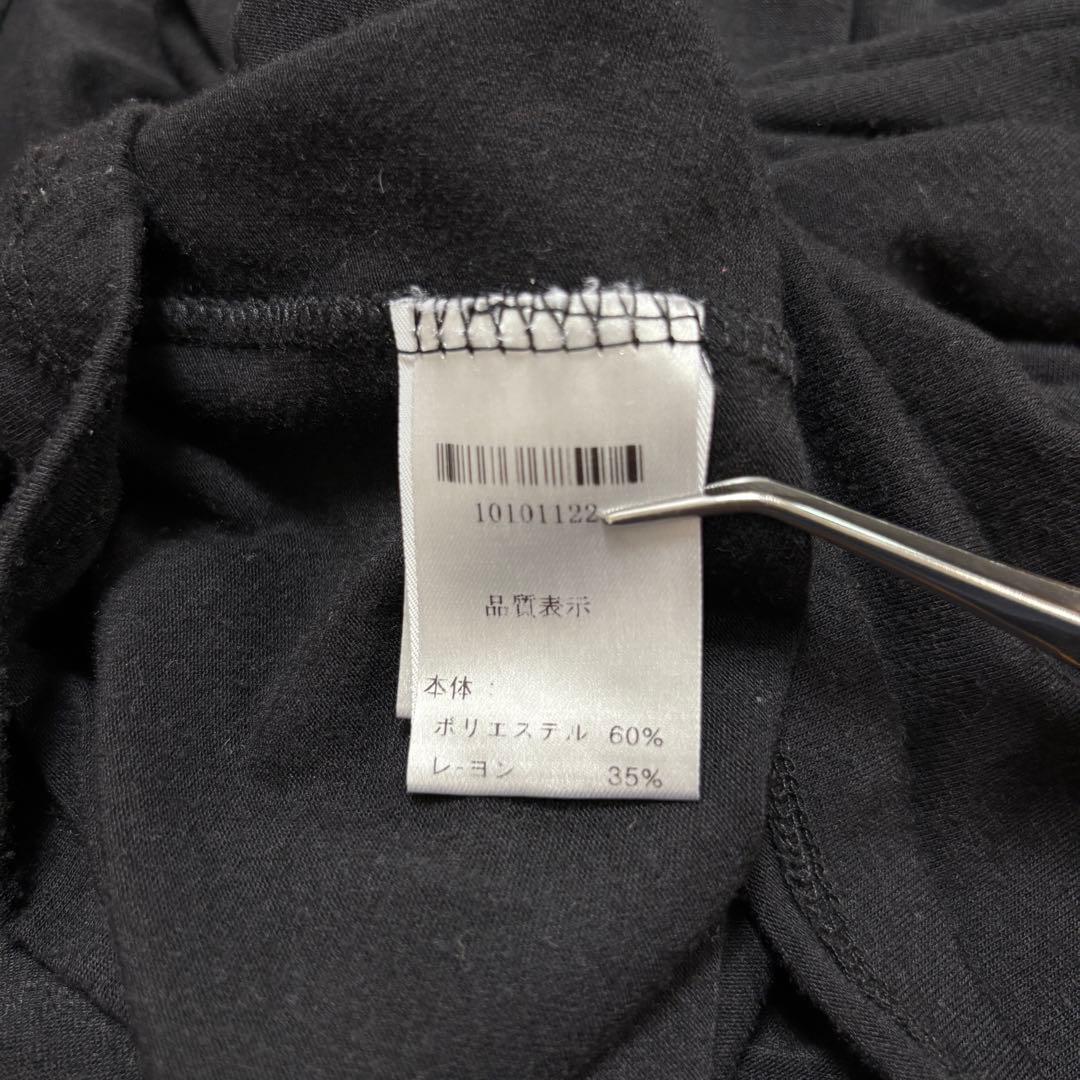 10101122
品質表示
本体：
ポリエステル 60%
レーヨン 35%